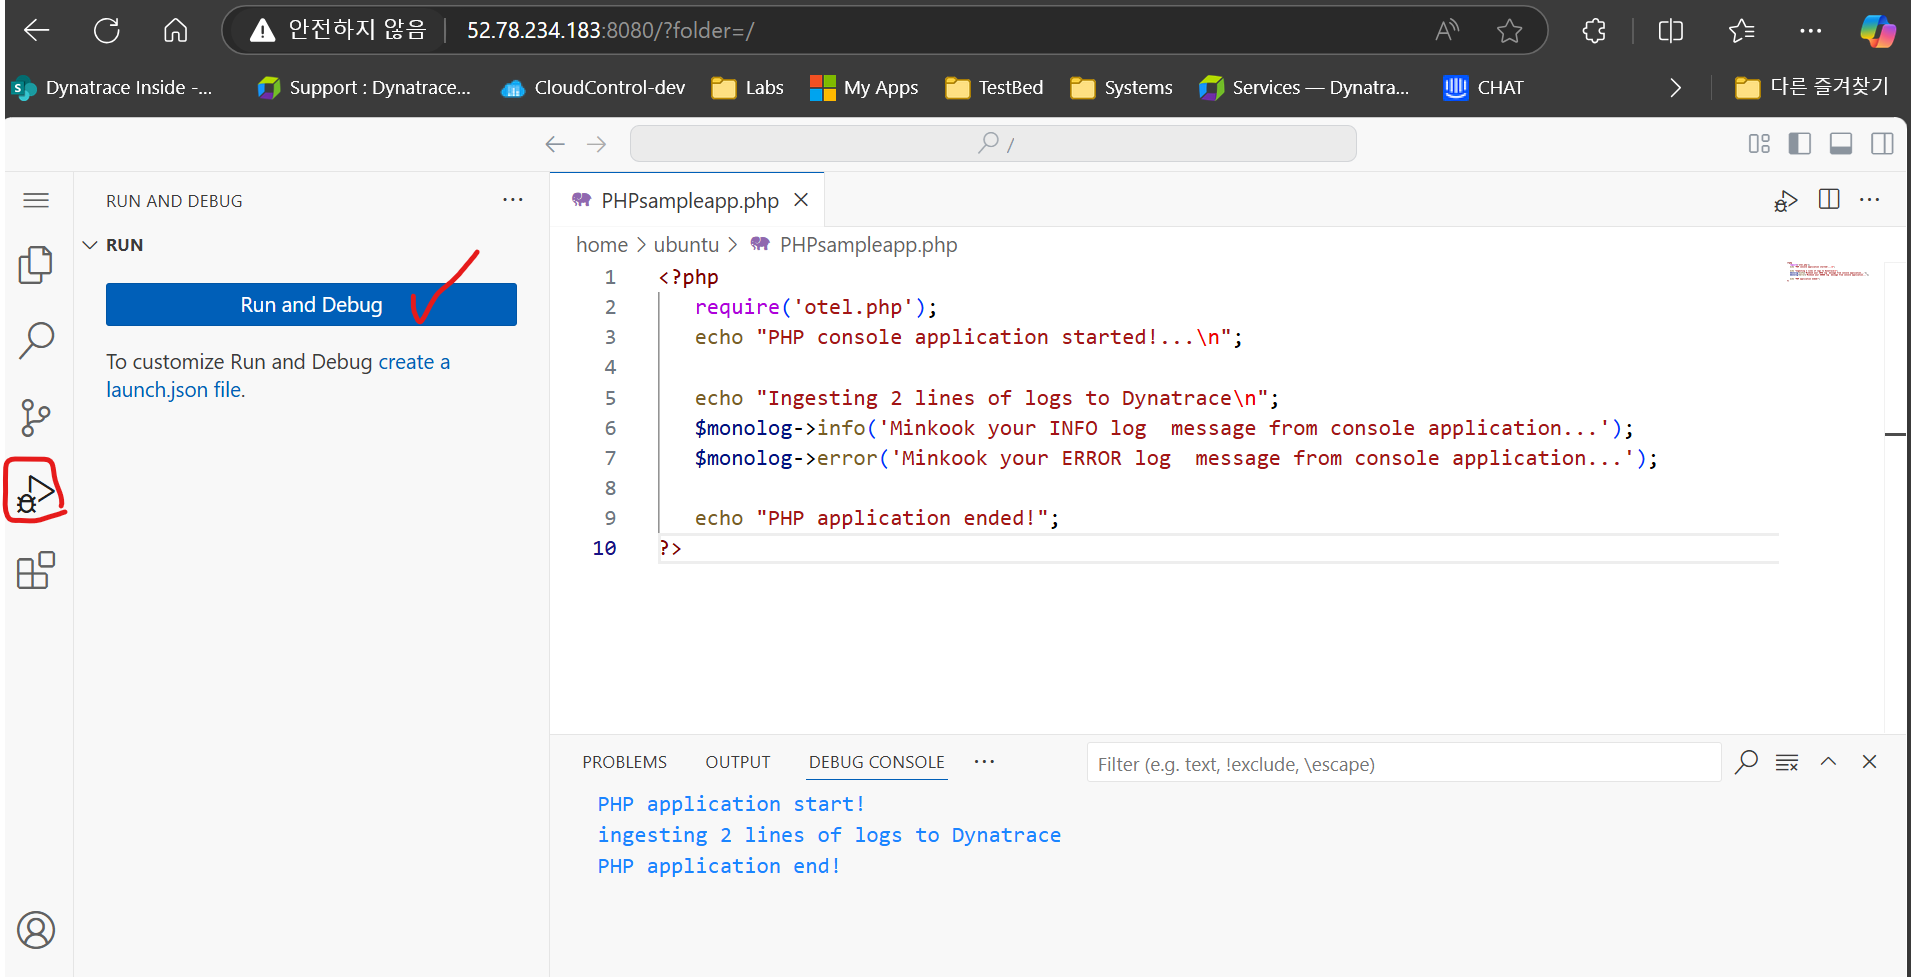 안전하지 않음 52.78.234.183:8080/?folder=/
Dynatrace Inside -... Support : Dynatrace... CloudControl-dev Labs My Apps TestBed Systems Services — Dynatra... CHAT 다른 즐겨찾기
/
RUN AND DEBUG
RUN
Run and Debug
To customize Run and Debug create a
launch.json file.
PHPsampleapp.php
home > ubuntu > PHPsampleapp.php
1 <?php
2 require('otel.php');
3 echo "PHP console application started!...\n";
4
5 echo "Ingesting 2 lines of logs to Dynatrace\n";
6 $monolog->info('Minkook your INFO log  message from console application...');
7 $monolog->error('Minkook your ERROR log  message from console application...');
8
9 echo "PHP application ended!";
10 ?>
PROBLEMS OUTPUT DEBUG CONSOLE ... Filter (e.g. text, !exclude, \escape)
PHP application start!
ingesting 2 lines of logs to Dynatrace
PHP application end!